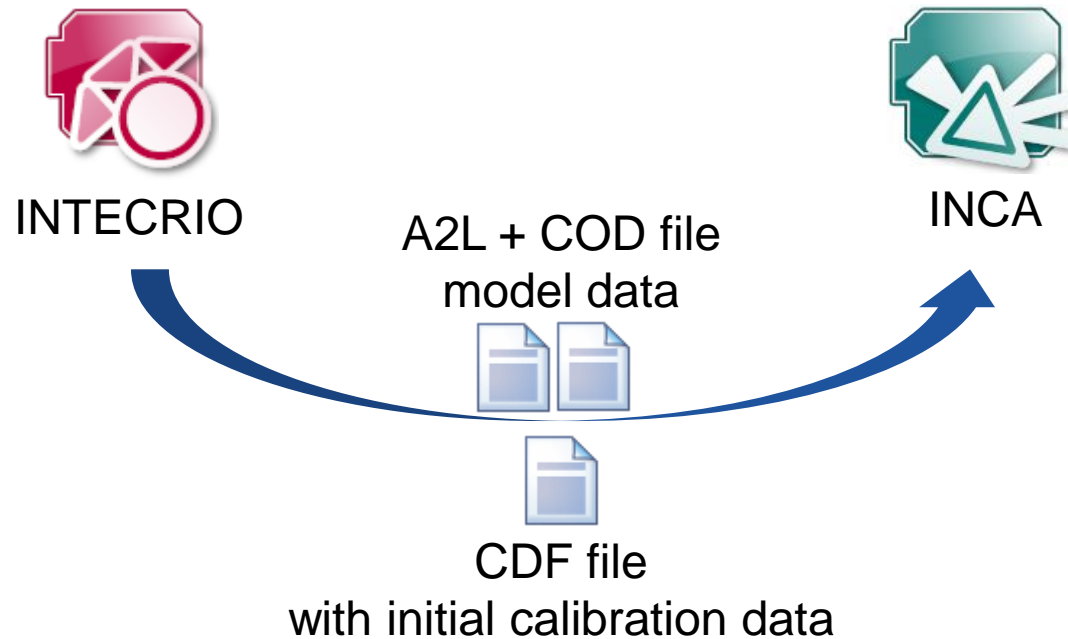 INTECRIO
INCA
A2L + COD file
model data
CDF file
with initial calibration data